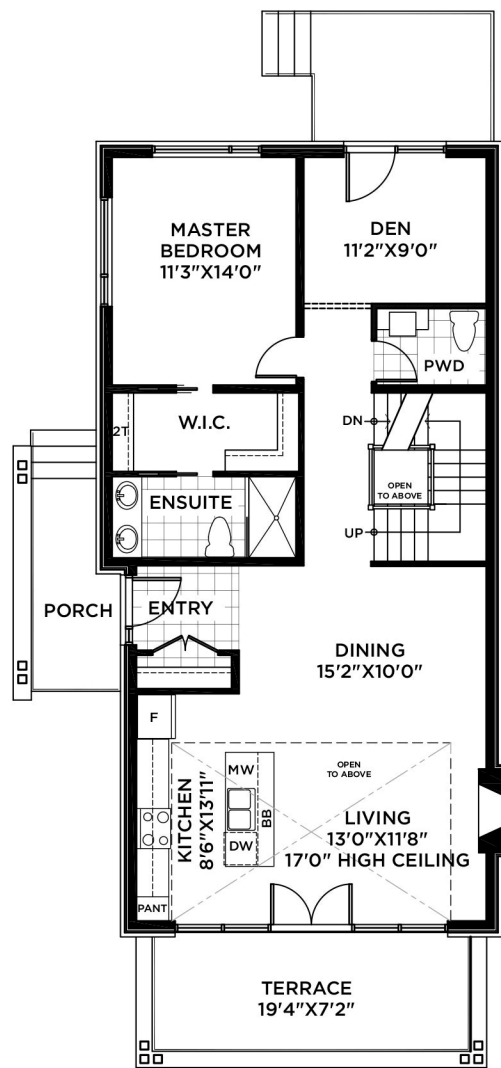 MASTER
BEDROOM
11'3"X14'0"
DEN
11'2"X9'0"
PWD
2T
W.I.C.
DN
OPEN
TO ABOVE
UP
ENSUITE
PORCH
ENTRY
DINING
15'2"X10'0"
F
KITCHEN
8'6"X13'11"
MW
BB
DW
OPEN
TO ABOVE
LIVING
13'0"X11'8"
17'0" HIGH CEILING
PANT
TERRACE
19'4"X7'2"